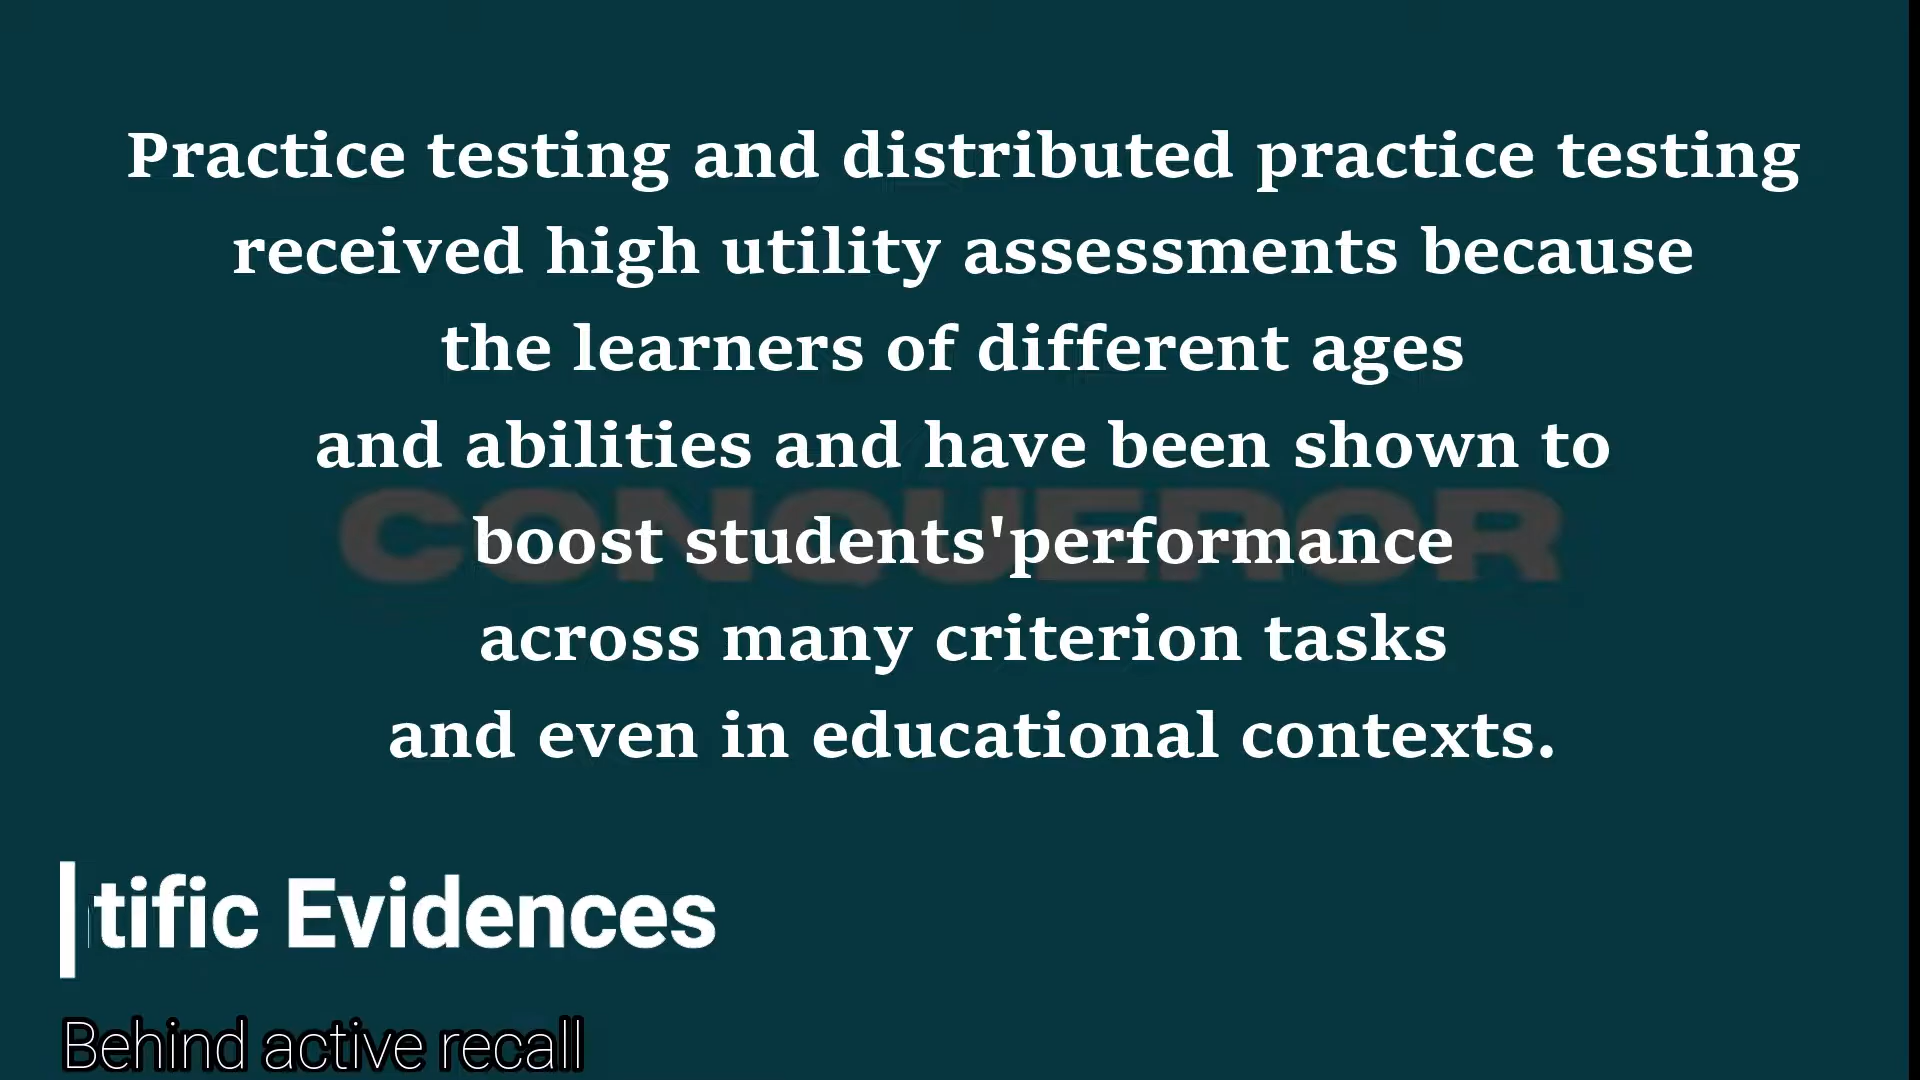 Practice testing and distributed practice testing
received high utility assessments because
the learners of different ages
and abilities and have been shown to
CONQUEROR
boost students'performance
across many criterion tasks
and even in educational contexts.
tific Evidences
Behind active recall